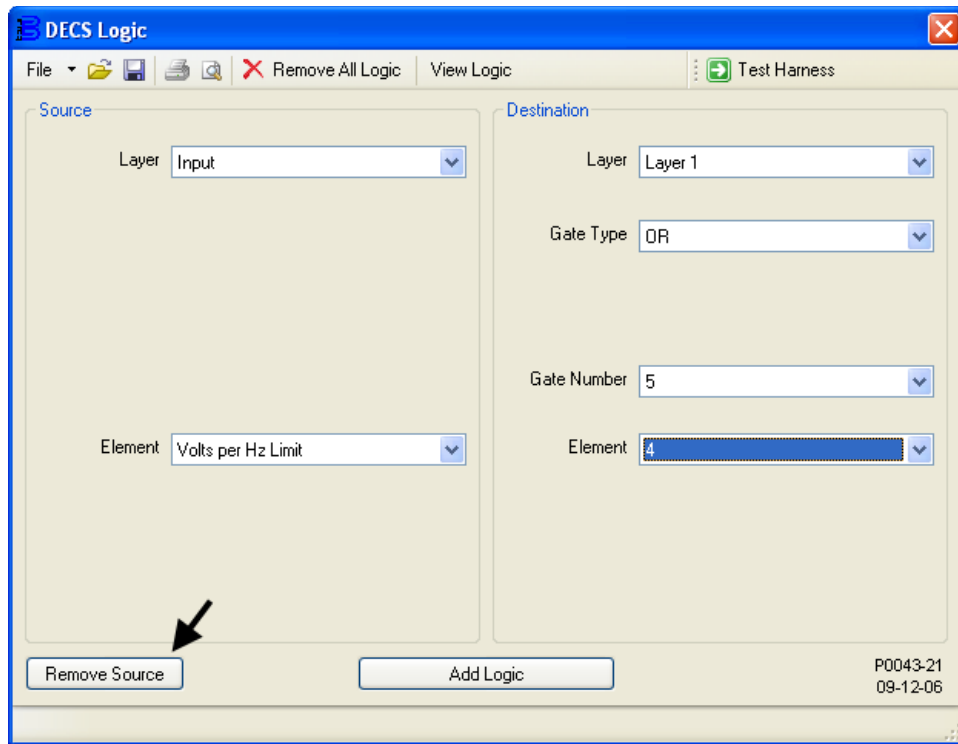 DECS Logic
File Remove All Logic View Logic Test Harness
Source
Layer Input
Element Volts per Hz Limit
Destination
Layer Layer 1
Gate Type OR
Gate Number 5
Element 4
Remove Source Add Logic
P0043-21
09-12-06